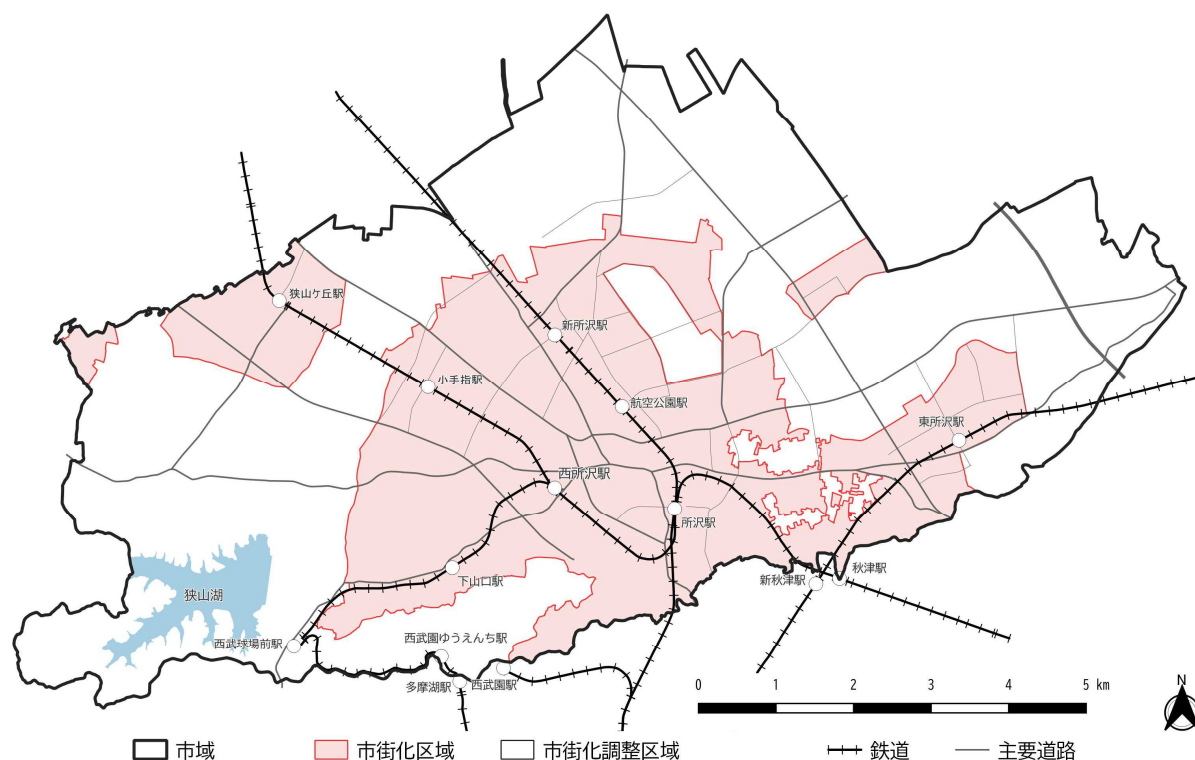 狭山ケ丘駅
新所沢駅
小手指駅
航空公園駅
東所沢駅
西所沢駅
所沢駅
下山口駅
新秋津駅
秋津駅
狭山湖
西武球場前駅
西武園ゆうえんち駅
多摩湖駅
西武園駅
0 1 2 3 4 5 km
N
市域
市街化区域
市街化調整区域
鉄道
主要道路